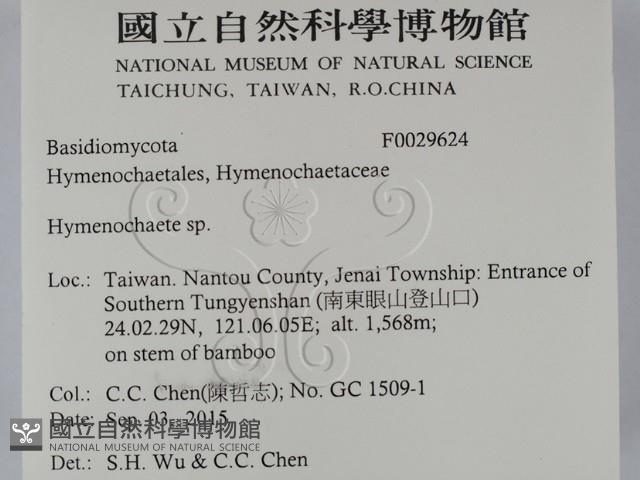 國立自然科學博物館
NATIONAL MUSEUM OF NATURAL SCIENCE
TAICHUNG, TAIWAN, R.O.CHINA
Basidiomycota F0029624
Hymenochaetales, Hymenochaetaceae
Hymenochaete sp.
Loc.: Taiwan. Nantou County, Jenai Township: Entrance of
Southern Tungyenshan (南東眼山登山口)
24.02.29N, 121.06.05E; alt. 1,568m;
on stem of bamboo
Col.: C.C. Chen(陳哲志); No. GC 1509-1
Date: Sep. 03, 2015
國立自然科學博物館
NATIONAL MUSEUM OF NATURAL SCIENCE
Det.: S.H. Wu & C.C. Chen